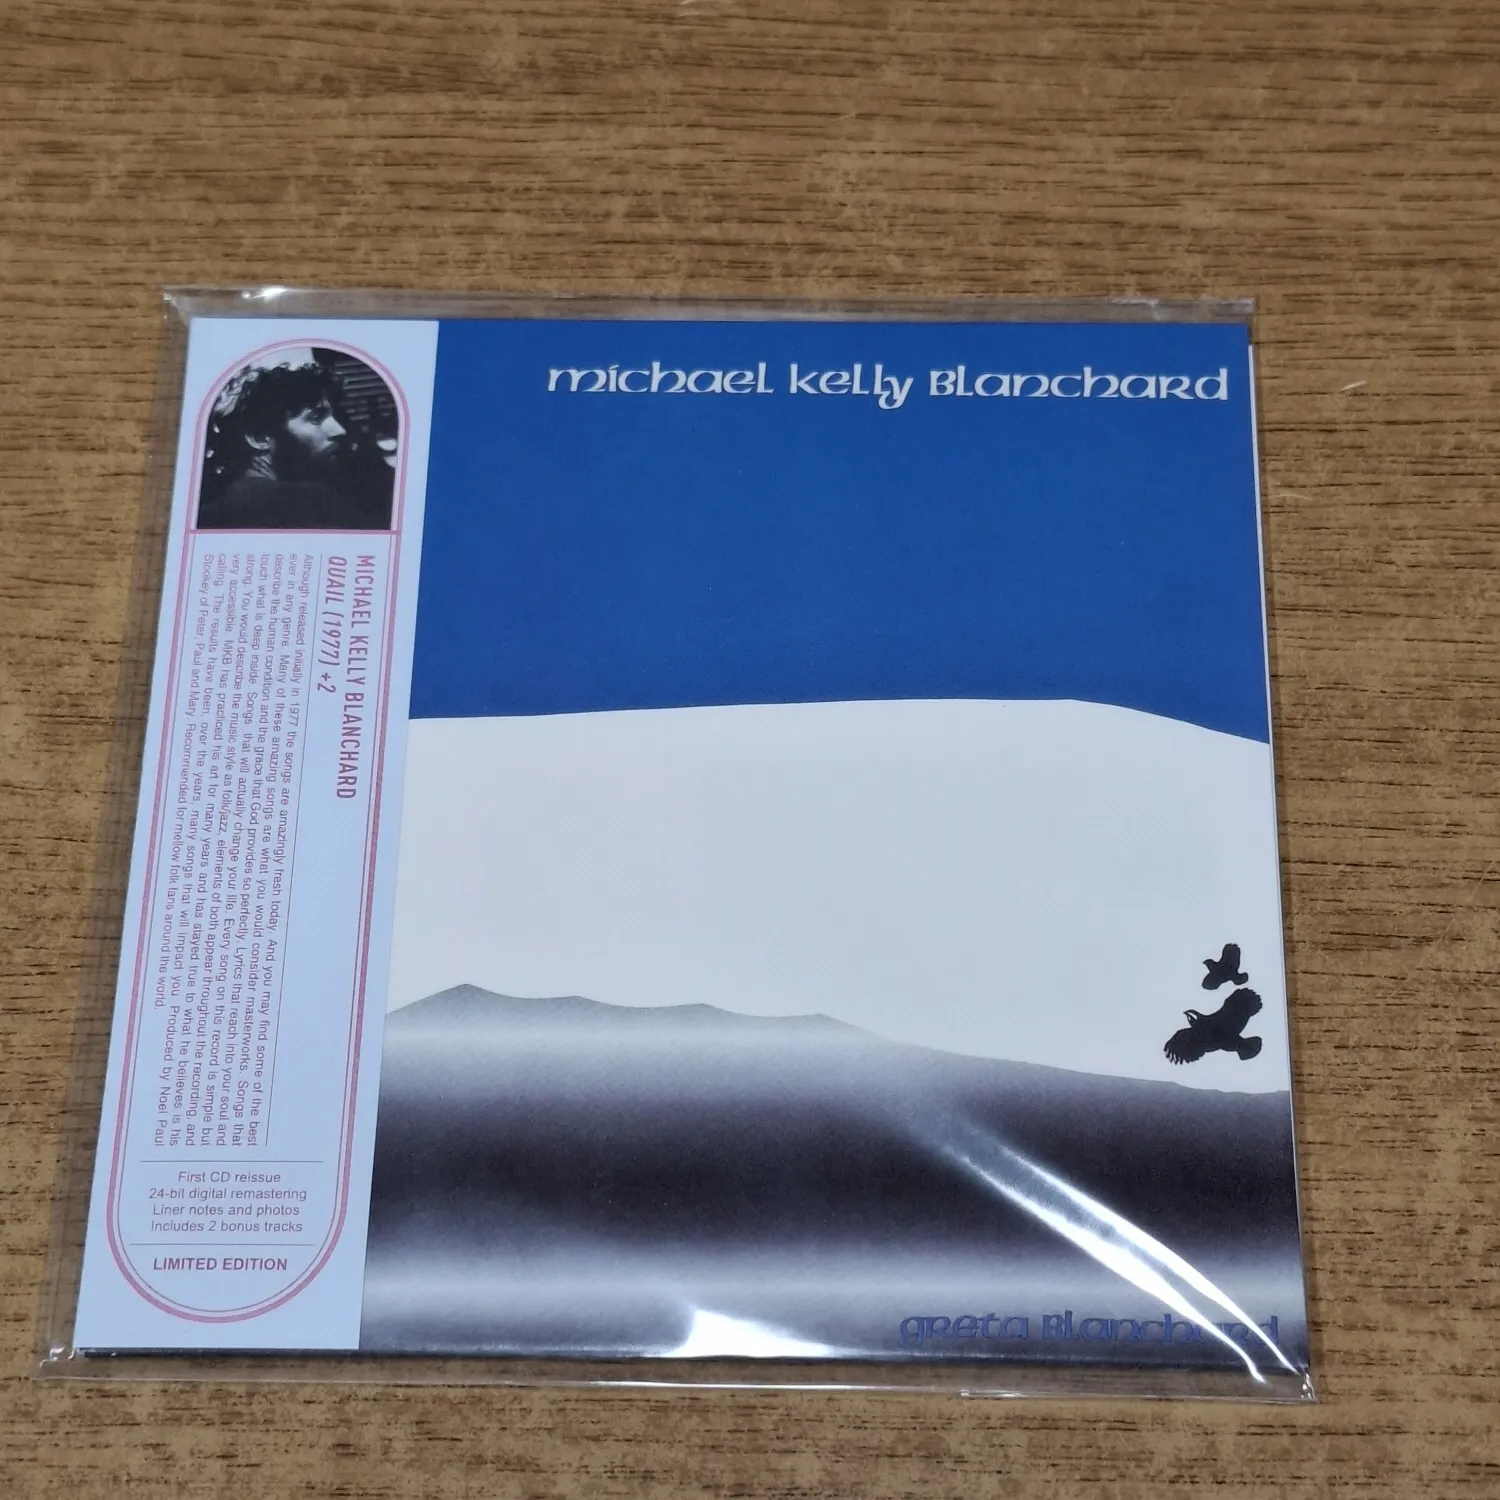 michael kelly Blanchard
MICHAEL KELLY BLANCHARD
QUAIL (1977) +2
Although released initially in 1977 the songs are amazingly fresh today. And you may find some of the best
ever in any genre. Many of these amazing songs are what you would consider masterworks. Songs that
describe the human condition and the grace that God provides so perfectly. Lyrics that reach into your soul and
touch what is deep inside. Songs that will actually change your life. Every song on this record is simple but
strong. You would describe the music style as folk/jazz, elements of both appear throughout the recording, and
very accessible. MKB has practiced his art for many years and has stayed true to what he believes is his
calling. The results have been, over the years, many songs that will impact you. Produced by Noel Paul
Stookey of Peter, Paul and Mary. Recommended for mellow folk fans around the world.
First CD reissue
24-bit digital remastering
Liner notes and photos
Includes 2 bonus tracks
LIMITED EDITION
greta Blanchard